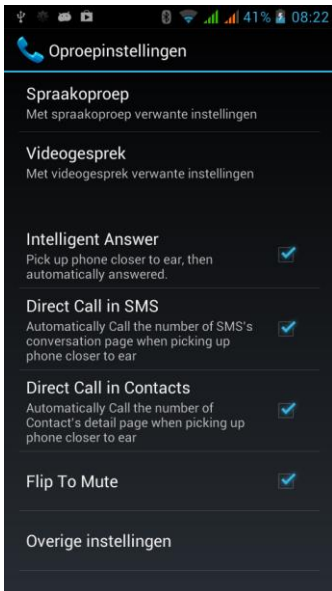 41% 08:22
Oproepinstellingen
Spraakoproep
Met spraakoproep verwante instellingen
Videogesprek
Met videogesprek verwante instellingen
Intelligent Answer
Pick up phone closer to ear, then
automatically answered.
Direct Call in SMS
Automatically Call the number of SMS's
conversation page when picking up
phone closer to ear
Direct Call in Contacts
Automatically Call the number of
Contact's detail page when picking up
phone closer to ear
Flip To Mute
Overige instellingen